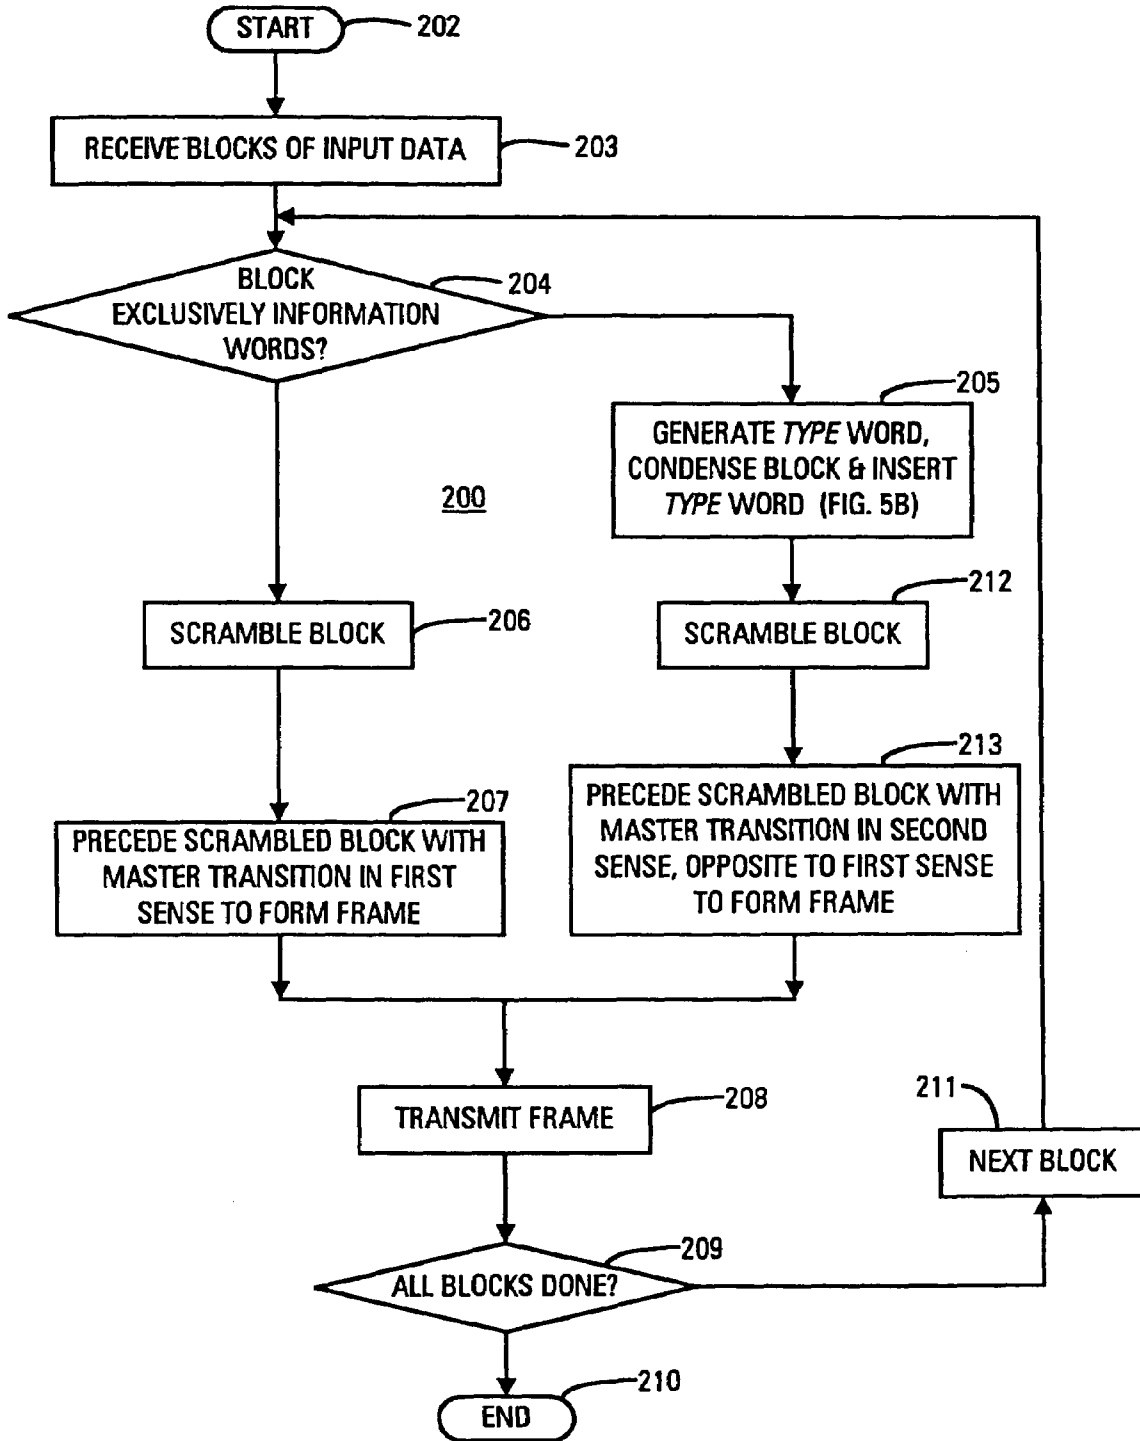 START
202
RECEIVE BLOCKS OF INPUT DATA
203
BLOCK
EXCLUSIVELY INFORMATION
WORDS?
204
205
GENERATE TYPE WORD,
CONDENSE BLOCK & INSERT
TYPE WORD (FIG. 5B)
200
SCRAMBLE BLOCK
206
212
SCRAMBLE BLOCK
207
PRECEDE SCRAMBLED BLOCK WITH
MASTER TRANSITION IN FIRST
SENSE TO FORM FRAME
213
PRECEDE SCRAMBLED BLOCK WITH
MASTER TRANSITION IN SECOND
SENSE, OPPOSITE TO FIRST SENSE
TO FORM FRAME
TRANSMIT FRAME
208
211
NEXT BLOCK
ALL BLOCKS DONE?
209
END
210